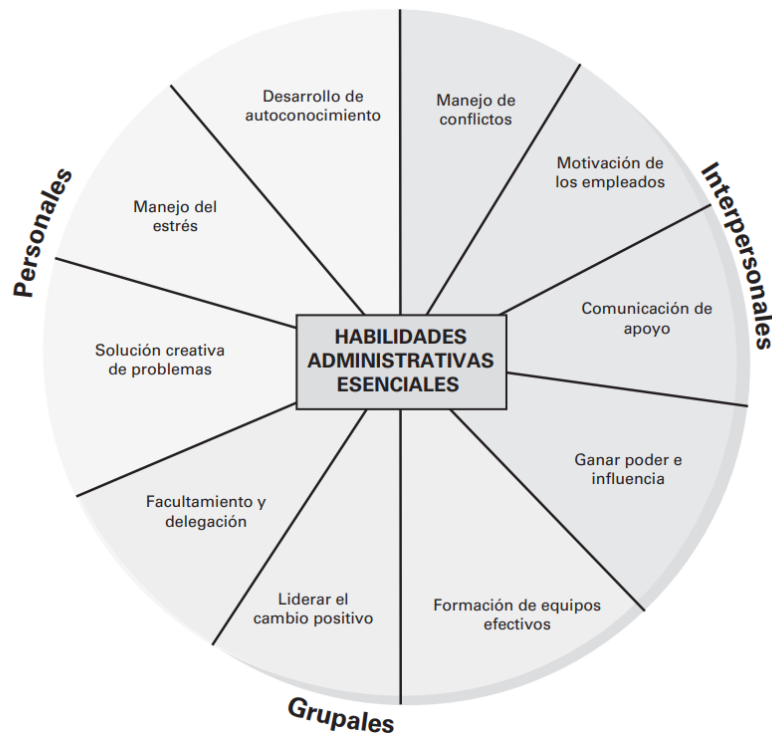 Desarrollo de
autoconocimiento
Manejo de
conflictos
Motivación de
los empleados
Interpersonales
Personales
Manejo del
estrés
Comunicación de
apoyo
HABILIDADES
ADMINISTRATIVAS
ESENCIALES
Solución creativa
de problemas
Ganar poder e
influencia
Facultamiento y
delegación
Liderar el
cambio positivo
Formación de equipos
efectivos
Grupales